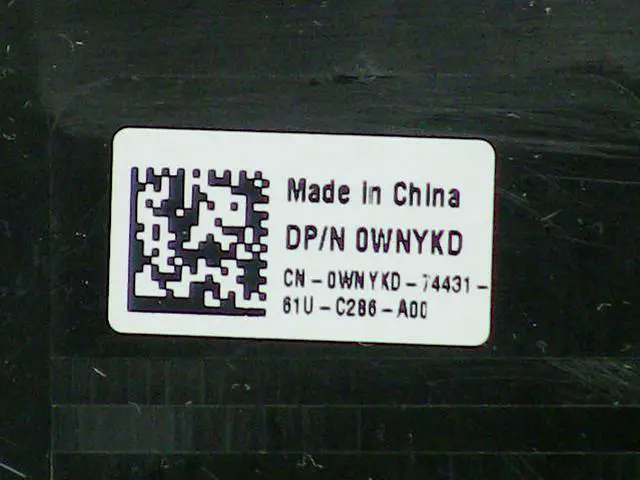 Made in China
DP/N 0WNYKD
CN-0WNYKD-74431-
61U-C286-A00